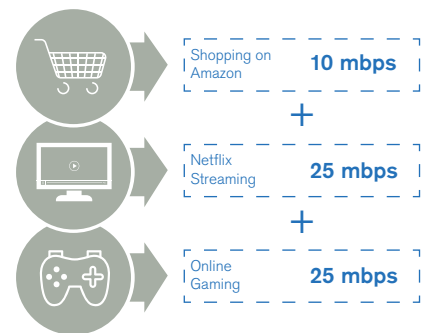 Shopping on
Amazon
10 mbps
+
Netflix
Streaming
25 mbps
+
Online
Gaming
25 mbps